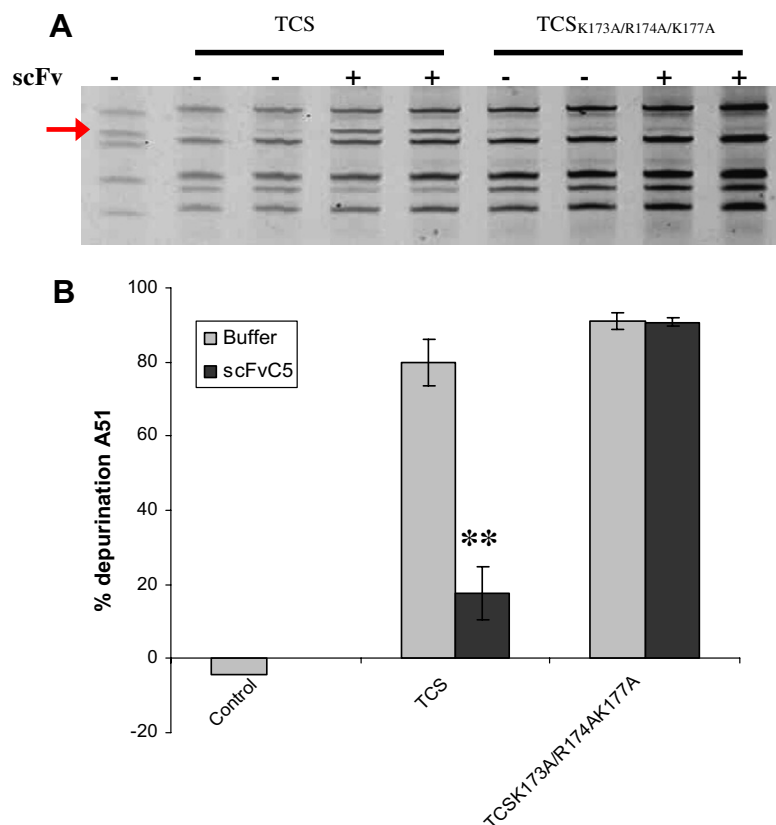 A
TCS TCSK173A/R174A/K177A
scFv - - - + + - - + +
B
100
80
60
40
20
0
-20
% depurination A51
Buffer
scFvC5
**
Control
TCS
TCSK173A/R174AK177A